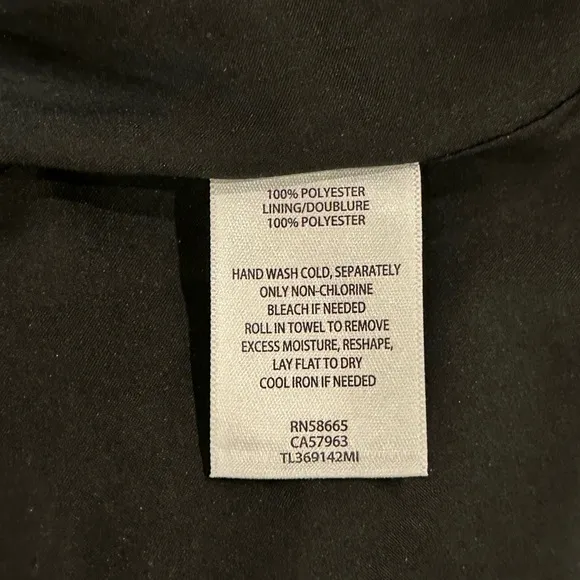 100% POLYESTER
LINING/DOUBLURE
100% POLYESTER
HAND WASH COLD, SEPARATELY
ONLY NON-CHLORINE
BLEACH IF NEEDED
ROLL IN TOWEL TO REMOVE
EXCESS MOISTURE, RESHAPE,
LAY FLAT TO DRY
COOL IRON IF NEEDED
RN58665
CA57963
TL369142MI